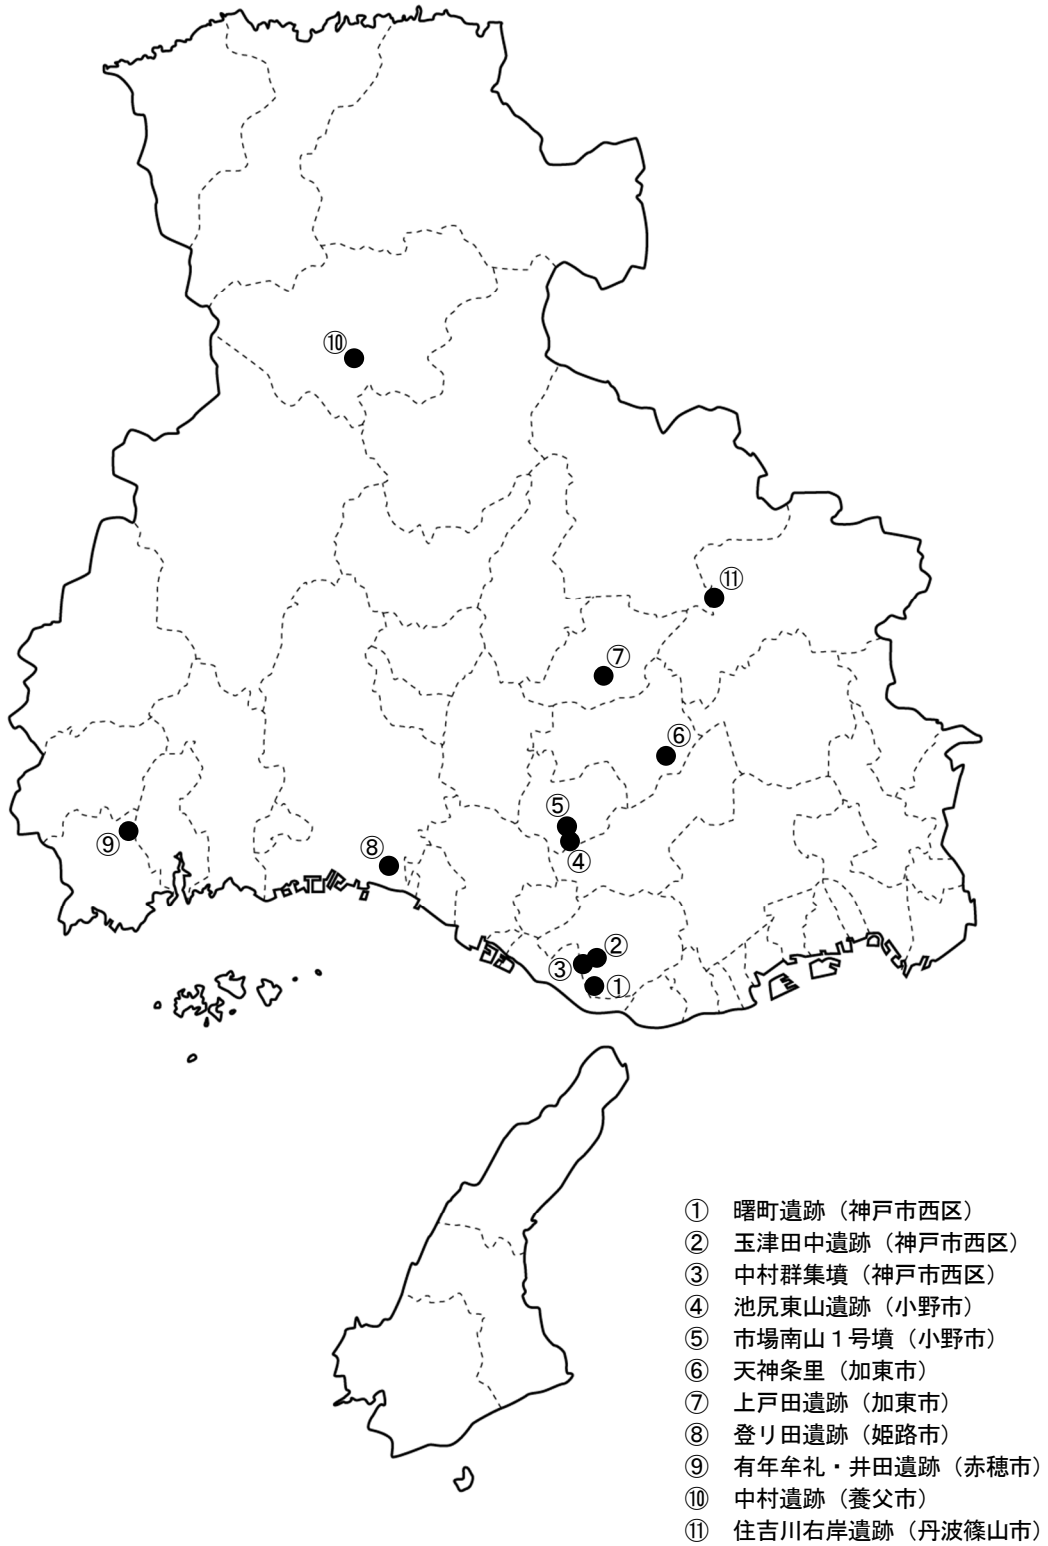 ⑩
⑪
⑦
⑥
⑤
⑨
⑧
④
②
③
①
① 曙町遺跡（神戸市西区）
② 玉津田中遺跡（神戸市西区）
③ 中村群集墳（神戸市西区）
④ 池尻東山遺跡（小野市）
⑤ 市場南山１号墳（小野市）
⑥ 天神条里（加東市）
⑦ 上戸田遺跡（加東市）
⑧ 登リ田遺跡（姫路市）
⑨ 有年牟礼・井田遺跡（赤穂市）
⑩ 中村遺跡（養父市）
⑪ 住吉川右岸遺跡（丹波篠山市）